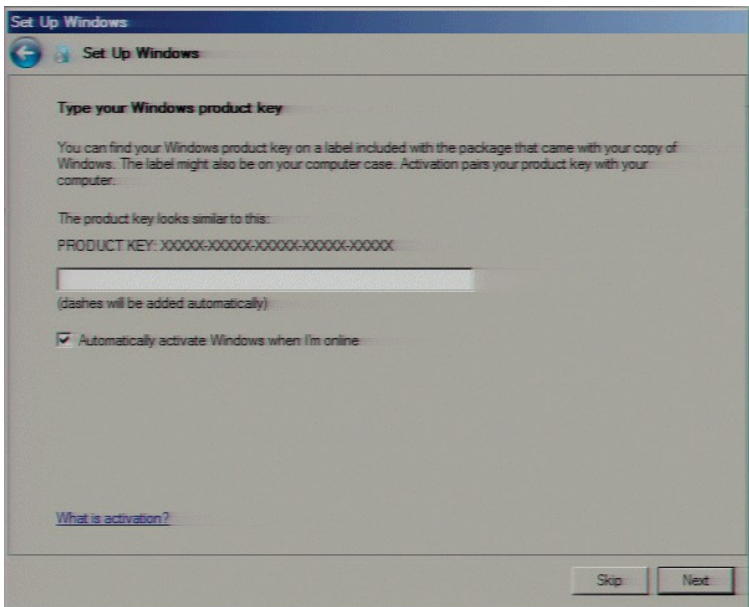 Set Up Windows
Set Up Windows
Type your Windows product key
You can find your Windows product key on a label included with the package that came with your copy of
Windows. The label might also be on your computer case. Activation pairs your product key with your
computer.
The product key looks similar to this:
PRODUCT KEY: XXXXX-XXXXX-XXXXX-XXXXX-XXXXX
(dashes will be added automatically)
Automatically activate Windows when I'm online
What is activation?
Skip
Next